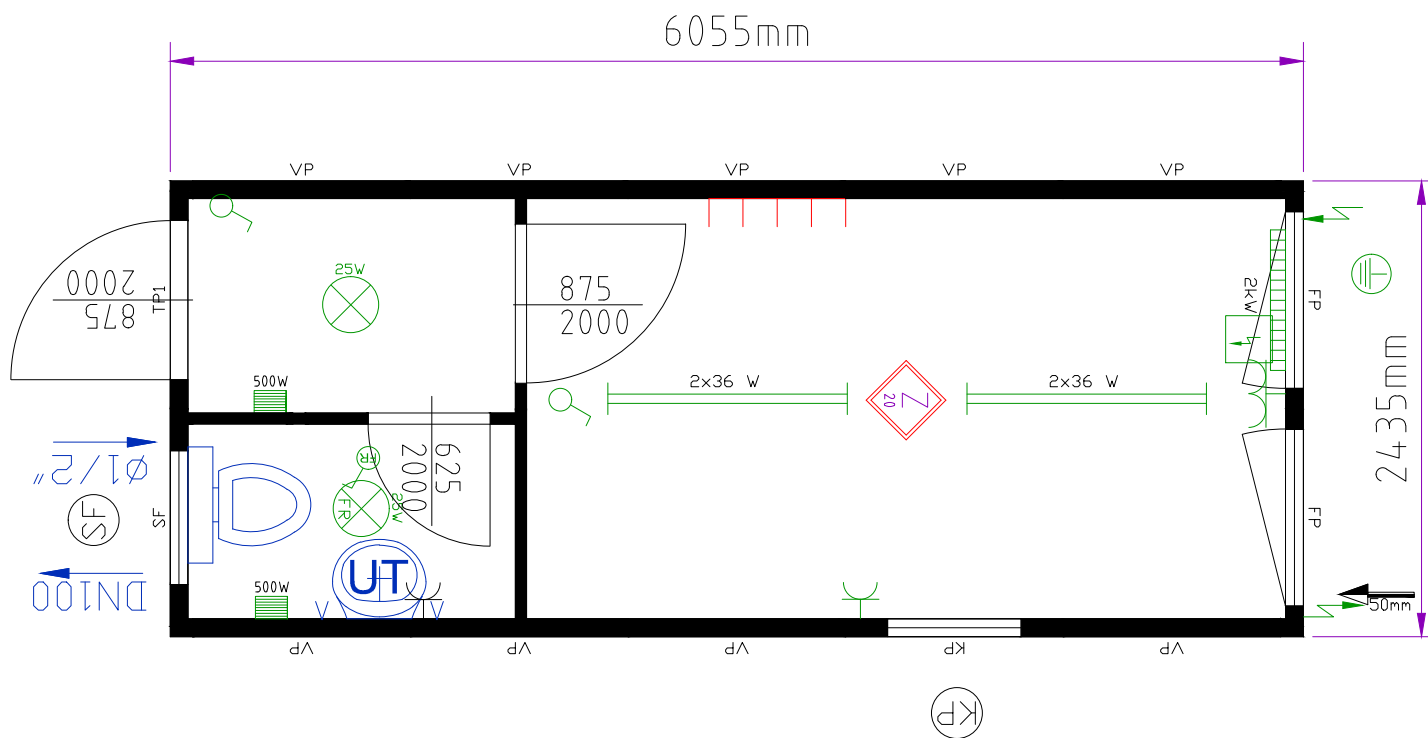 6055mm
VP VP VP VP VP
875
2000
TP1
25W
875
2000
2kW
FP
2435mm
500W
2x36 W
Z
20
2x36 W
Ø1/2"
SF
SF
DN100
FR
FR
25W
625
2000
500W
V UT V
FP
50mm
VP VP VP KP VP
KP